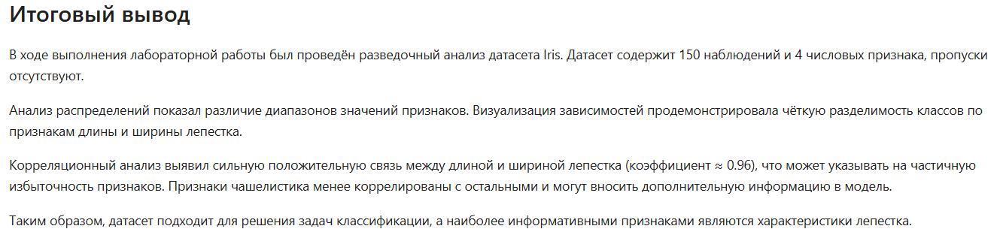 Итоговый вывод
В ходе выполнения лабораторной работы был проведён разведочный анализ датасета Iris. Датасет содержит 150 наблюдений и 4 числовых признака, пропуски
отсутствуют.
Анализ распределений показал различие диапазонов значений признаков. Визуализация зависимостей продемонстрировала чёткую разделимость классов по
признакам длины и ширины лепестка.
Корреляционный анализ выявил сильную положительную связь между длиной и шириной лепестка (коэффициент ≈ 0.96), что может указывать на частичную
избыточность признаков. Признаки чашелистика менее коррелированы с остальными и могут вносить дополнительную информацию в модель.
Таким образом, датасет подходит для решения задач классификации, а наиболее информативными признаками являются характеристики лепестка.